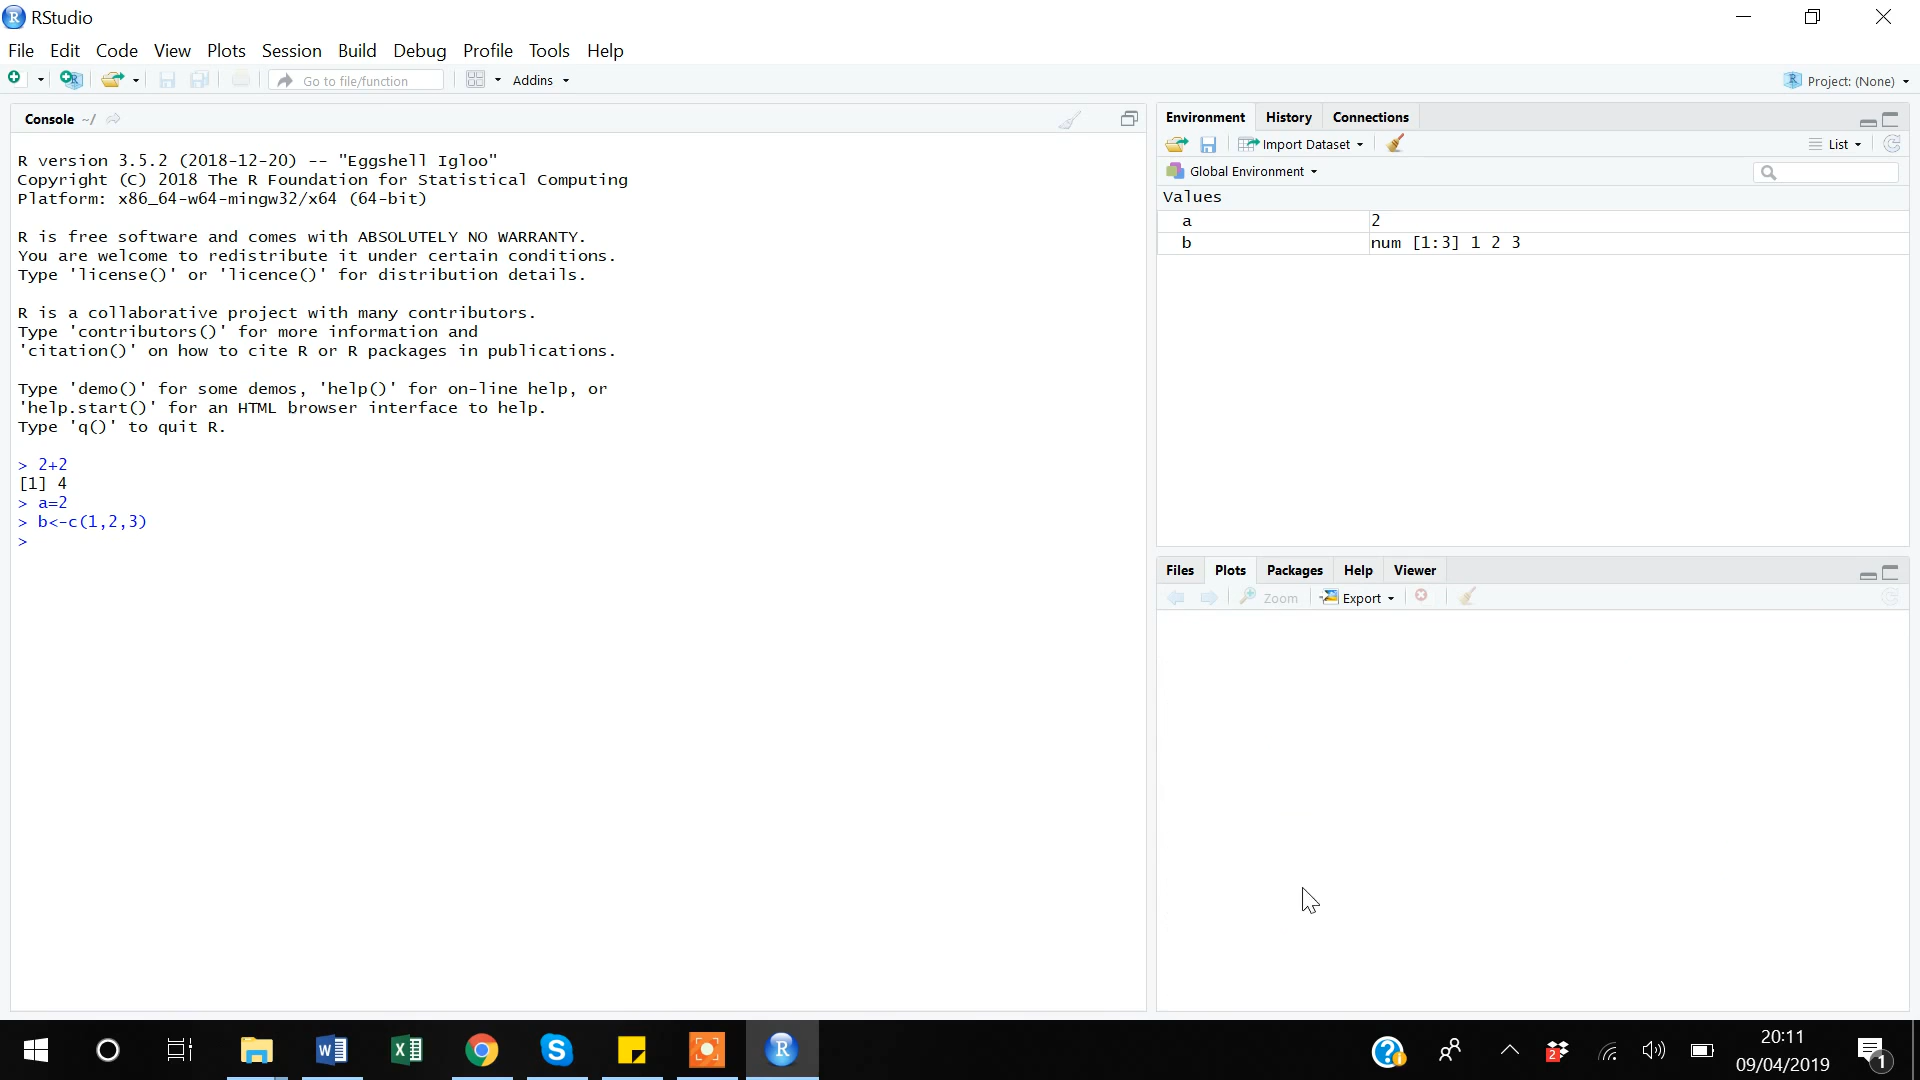 RStudio
File Edit Code View Plots Session Build Debug Profile Tools Help
Go to file/function Addins Project: (None)
Console ~/
R version 3.5.2 (2018-12-20) -- "Eggshell Igloo"
Copyright (C) 2018 The R Foundation for Statistical Computing
Platform: x86_64-w64-mingw32/x64 (64-bit)
R is free software and comes with ABSOLUTELY NO WARRANTY.
You are welcome to redistribute it under certain conditions.
Type 'license()' or 'licence()' for distribution details.
R is a collaborative project with many contributors.
Type 'contributors()' for more information and
'citation()' on how to cite R or R packages in publications.
Type 'demo()' for some demos, 'help()' for on-line help, or
'help.start()' for an HTML browser interface to help.
Type 'q()' to quit R.
> 2+2
[1] 4
> a=2
> b<-c(1,2,3)
>
Environment History Connections
Import Dataset List
Global Environment
Values
a 2
b num [1:3] 1 2 3
Files Plots Packages Help Viewer
Zoom Export
20:11
09/04/2019
2
1